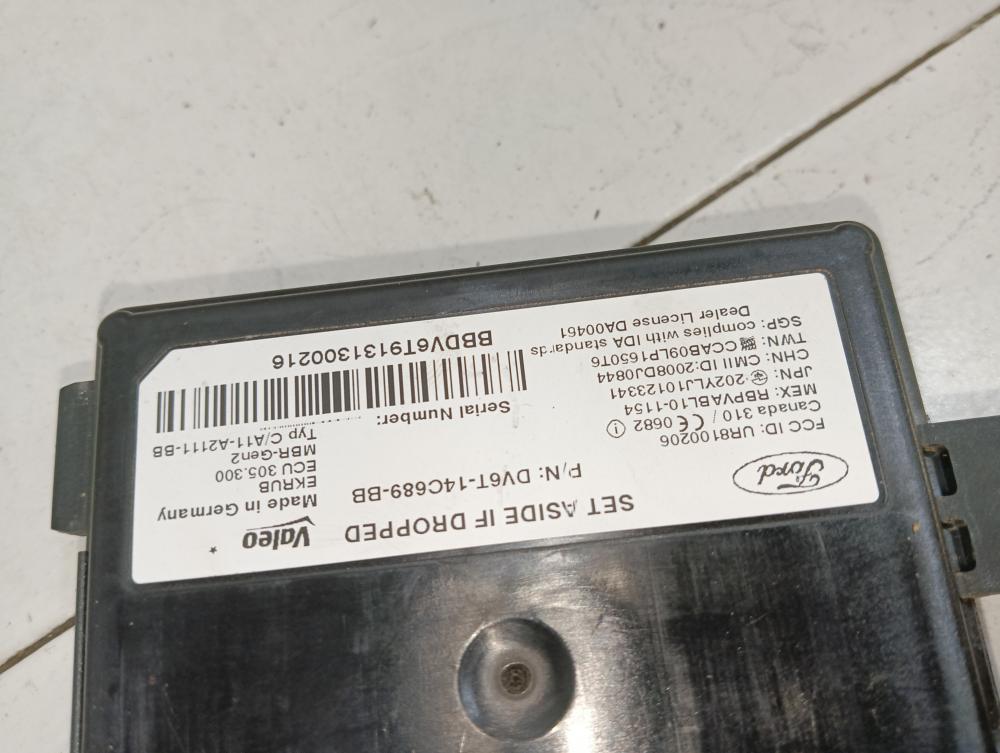 Ford
SET ASIDE IF DROPPED
Valeo
P/N: DV6T-14C689-BB
Made in Germany
EKRUB
ECU 305.300
MBR-Gen2
Typ C/A11-A2111-BB
FCC ID: UR8100206
Canada 310 / CE 0682
MEX: RBPVABL10-1154
JPN: 202YLJ1012341
CHN: CMII ID:2008DJ0844
TWN: CCAB09LP1650T6
SGP: complies with IDA standards
Dealer License DA00461
Serial Number:
BBDV6T9131300216